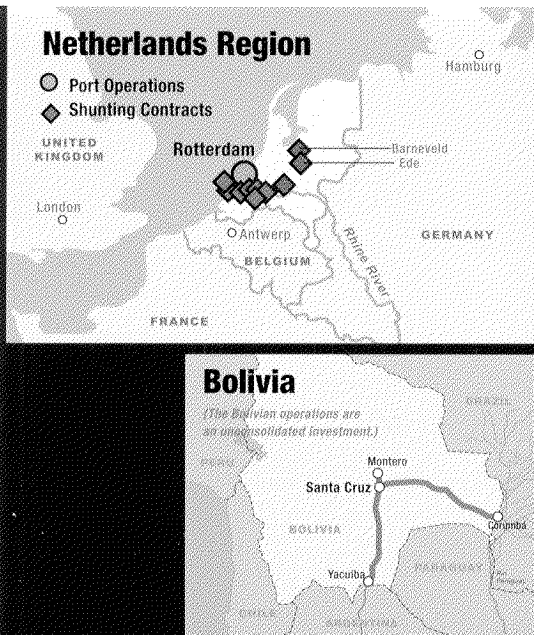 Netherlands Region
Port Operations
Shunting Contracts
Hamburg
UNITED
KINGDOM
Rotterdam
Barneveld
Ede
London
Antwerp
Rhine River
GERMANY
BELGIUM
FRANCE
Bolivia
(The Bolivian operations are
an unconsolidated investment.)
BRAZIL
PERU
Montero
Santa Cruz
Corumbá
BOLIVIA
Yacuiba
PARAGUAY
CHILE
ARGENTINA